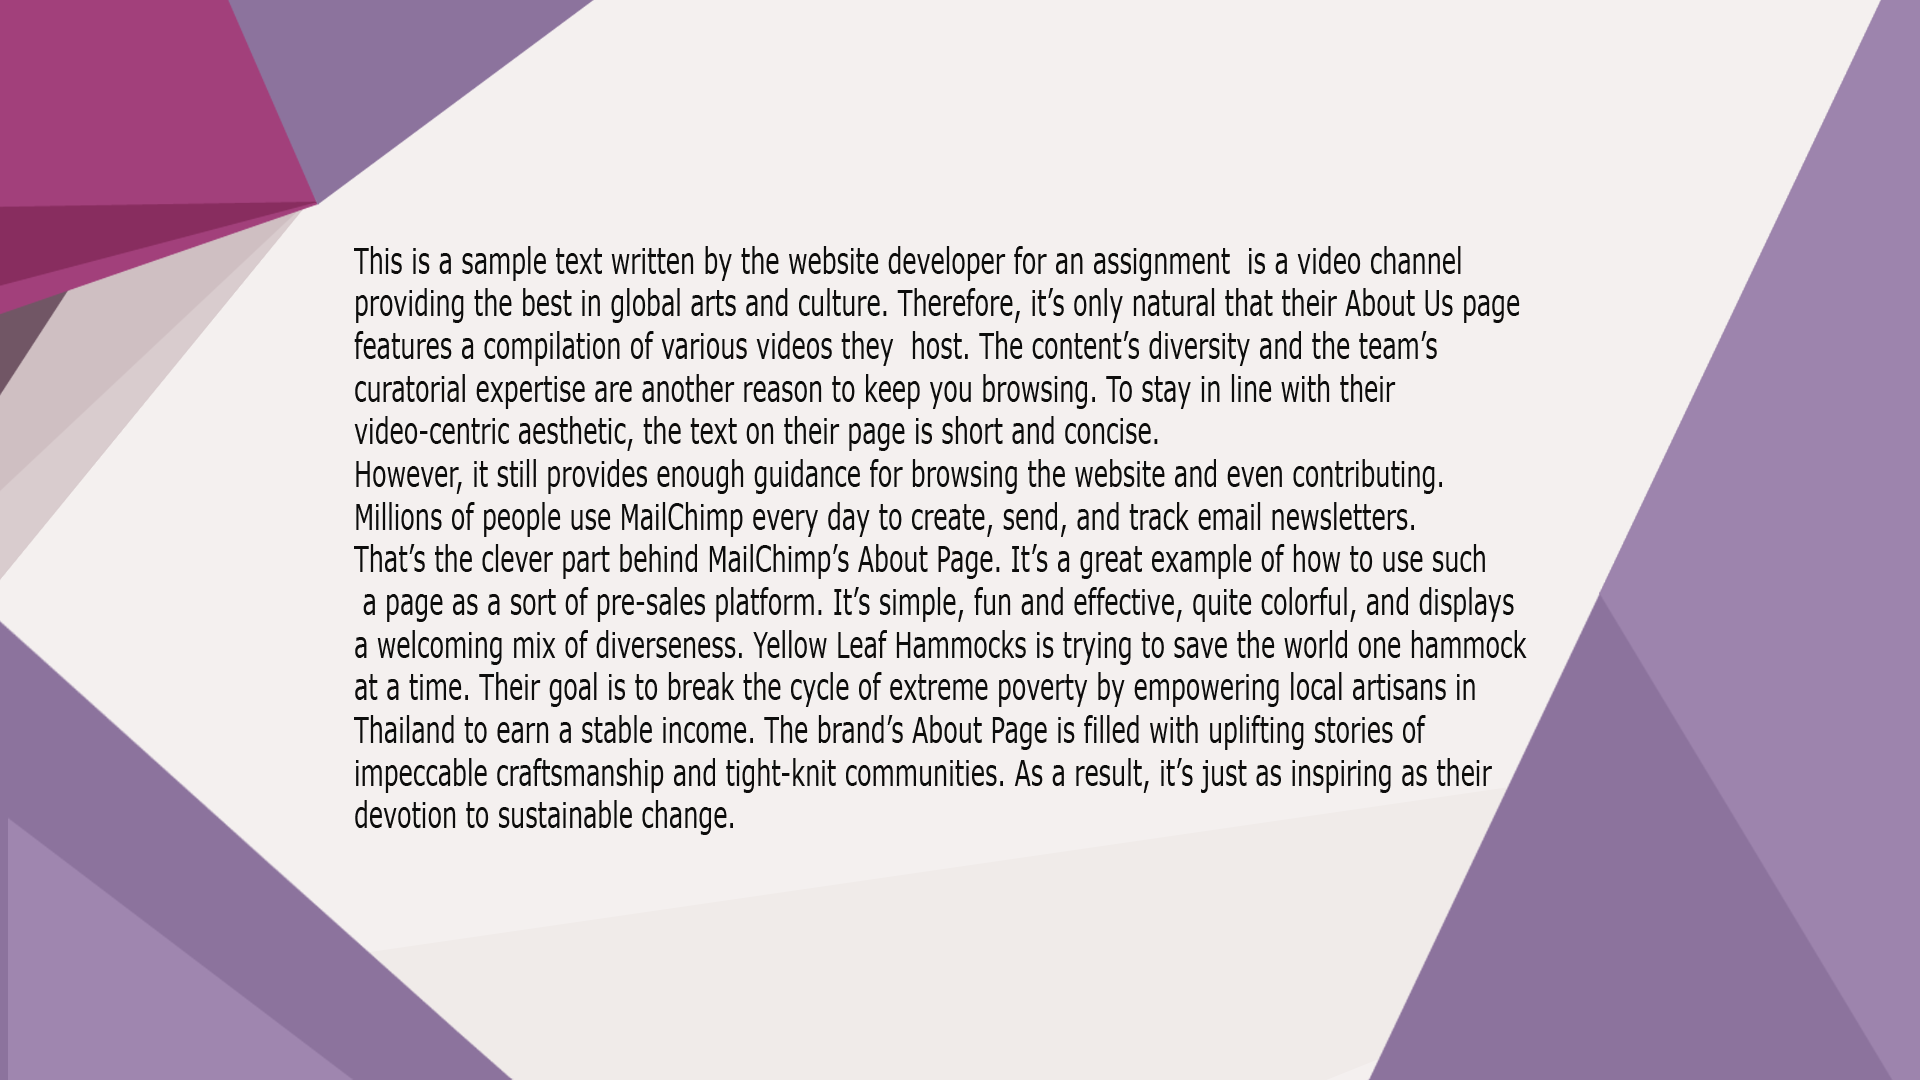 This is a sample text written by the website developer for an assignment  is a video channel
providing the best in global arts and culture. Therefore, it’s only natural that their About Us page
features a compilation of various videos they  host. The content’s diversity and the team’s
curatorial expertise are another reason to keep you browsing. To stay in line with their
video-centric aesthetic, the text on their page is short and concise.
However, it still provides enough guidance for browsing the website and even contributing.
Millions of people use MailChimp every day to create, send, and track email newsletters.
That’s the clever part behind MailChimp’s About Page. It’s a great example of how to use such
 a page as a sort of pre-sales platform. It’s simple, fun and effective, quite colorful, and displays
a welcoming mix of diverseness. Yellow Leaf Hammocks is trying to save the world one hammock
at a time. Their goal is to break the cycle of extreme poverty by empowering local artisans in
Thailand to earn a stable income. The brand’s About Page is filled with uplifting stories of
impeccable craftsmanship and tight-knit communities. As a result, it’s just as inspiring as their
devotion to sustainable change.